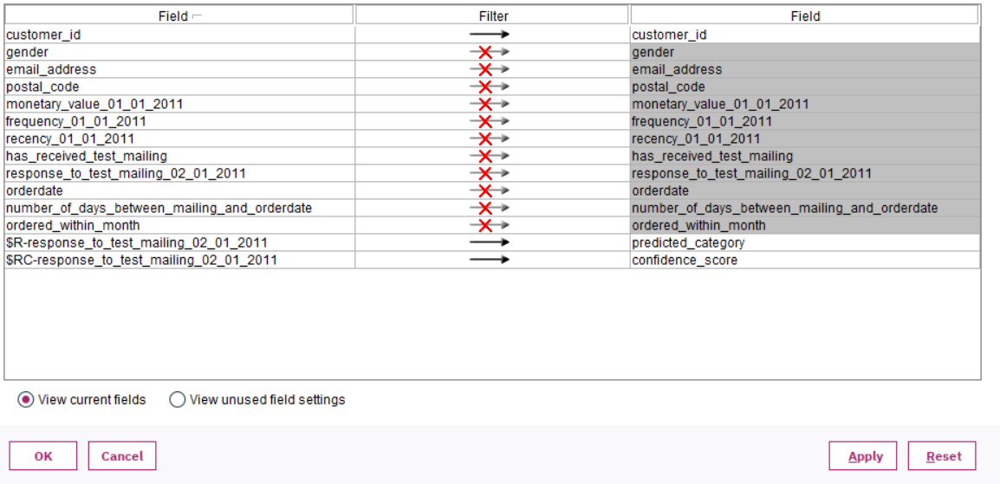 Field Filter Field
customer_id customer_id
gender gender
email_address email_address
postal_code postal_code
monetary_value_01_01_2011 monetary_value_01_01_2011
frequency_01_01_2011 frequency_01_01_2011
recency_01_01_2011 recency_01_01_2011
has_received_test_mailing has_received_test_mailing
response_to_test_mailing_02_01_2011 response_to_test_mailing_02_01_2011
orderdate orderdate
number_of_days_between_mailing_and_orderdate number_of_days_between_mailing_and_orderdate
ordered_within_month ordered_within_month
$R-response_to_test_mailing_02_01_2011 predicted_category
$RC-response_to_test_mailing_02_01_2011 confidence_score
View current fields View unused field settings
OK Cancel Apply Reset